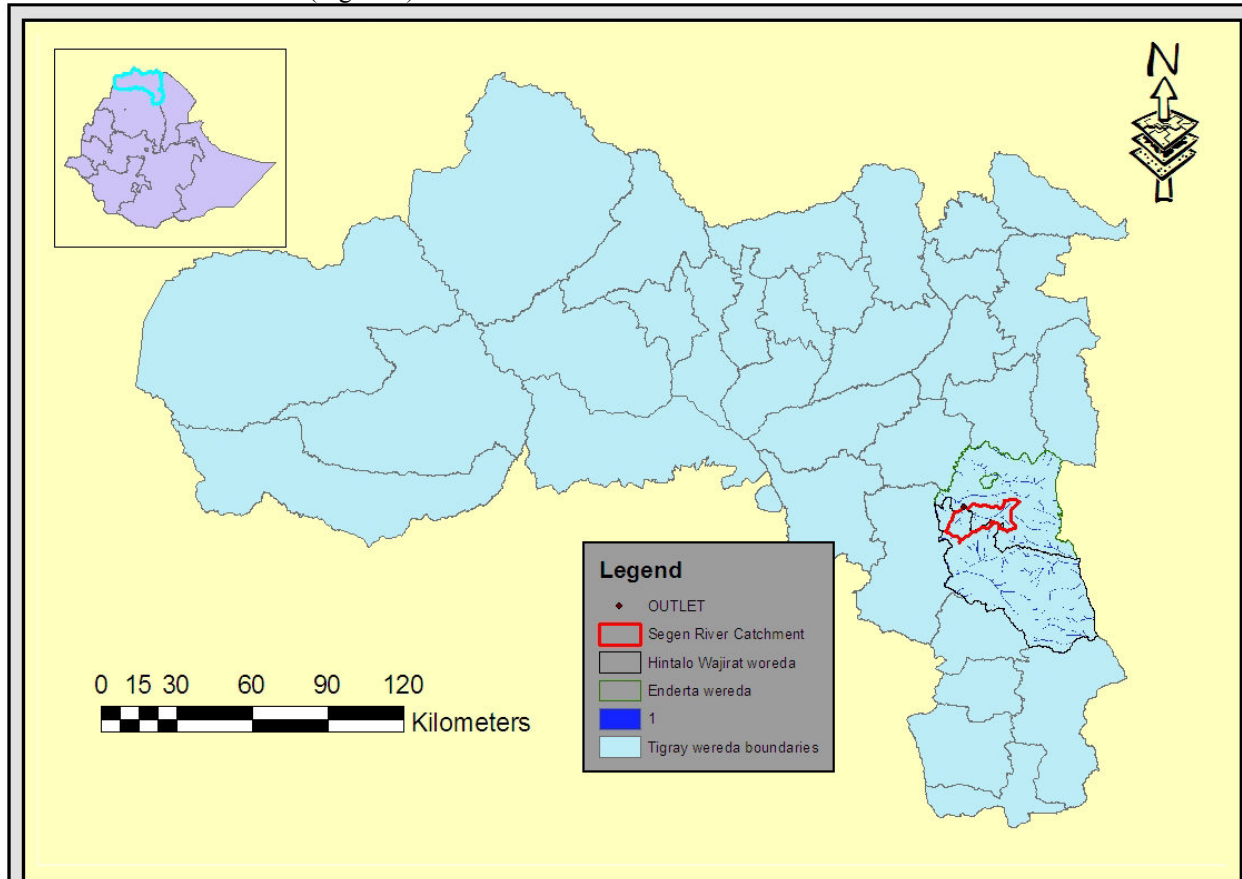 N
Legend
OUTLET
Segen River Catchment
Hintalo Wajirat woreda
Enderta wereda
1
Tigray wereda boundaries
0 15 30 60 90 120
Kilometers